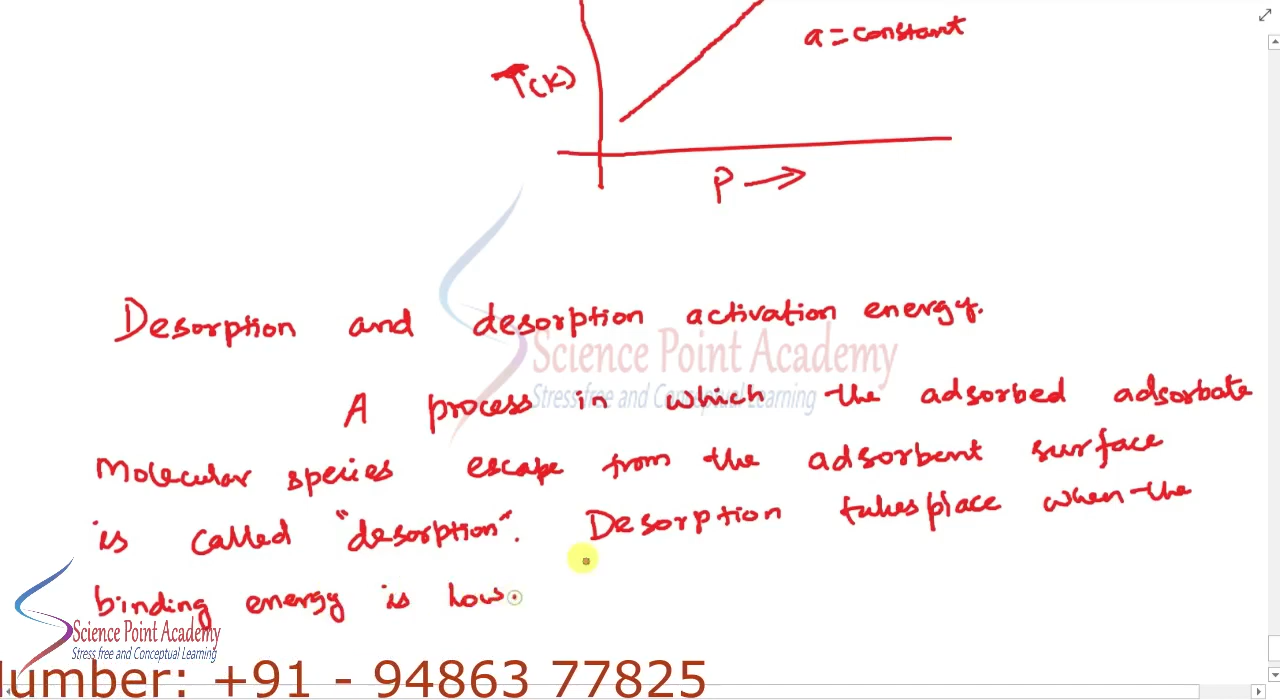 a = constant
T(K)
P →
Desorption and desorption activation energy.
Science Point Academy
Stress free and Conceptual Learning
A process in which the adsorbed adsorbate
Molecular species escape from the adsorbent surface
is called "desorption". Desorption takes place when the
binding energy is low.
Science Point Academy
Stress free and Conceptual Learning
Number: +91 - 94863 77825